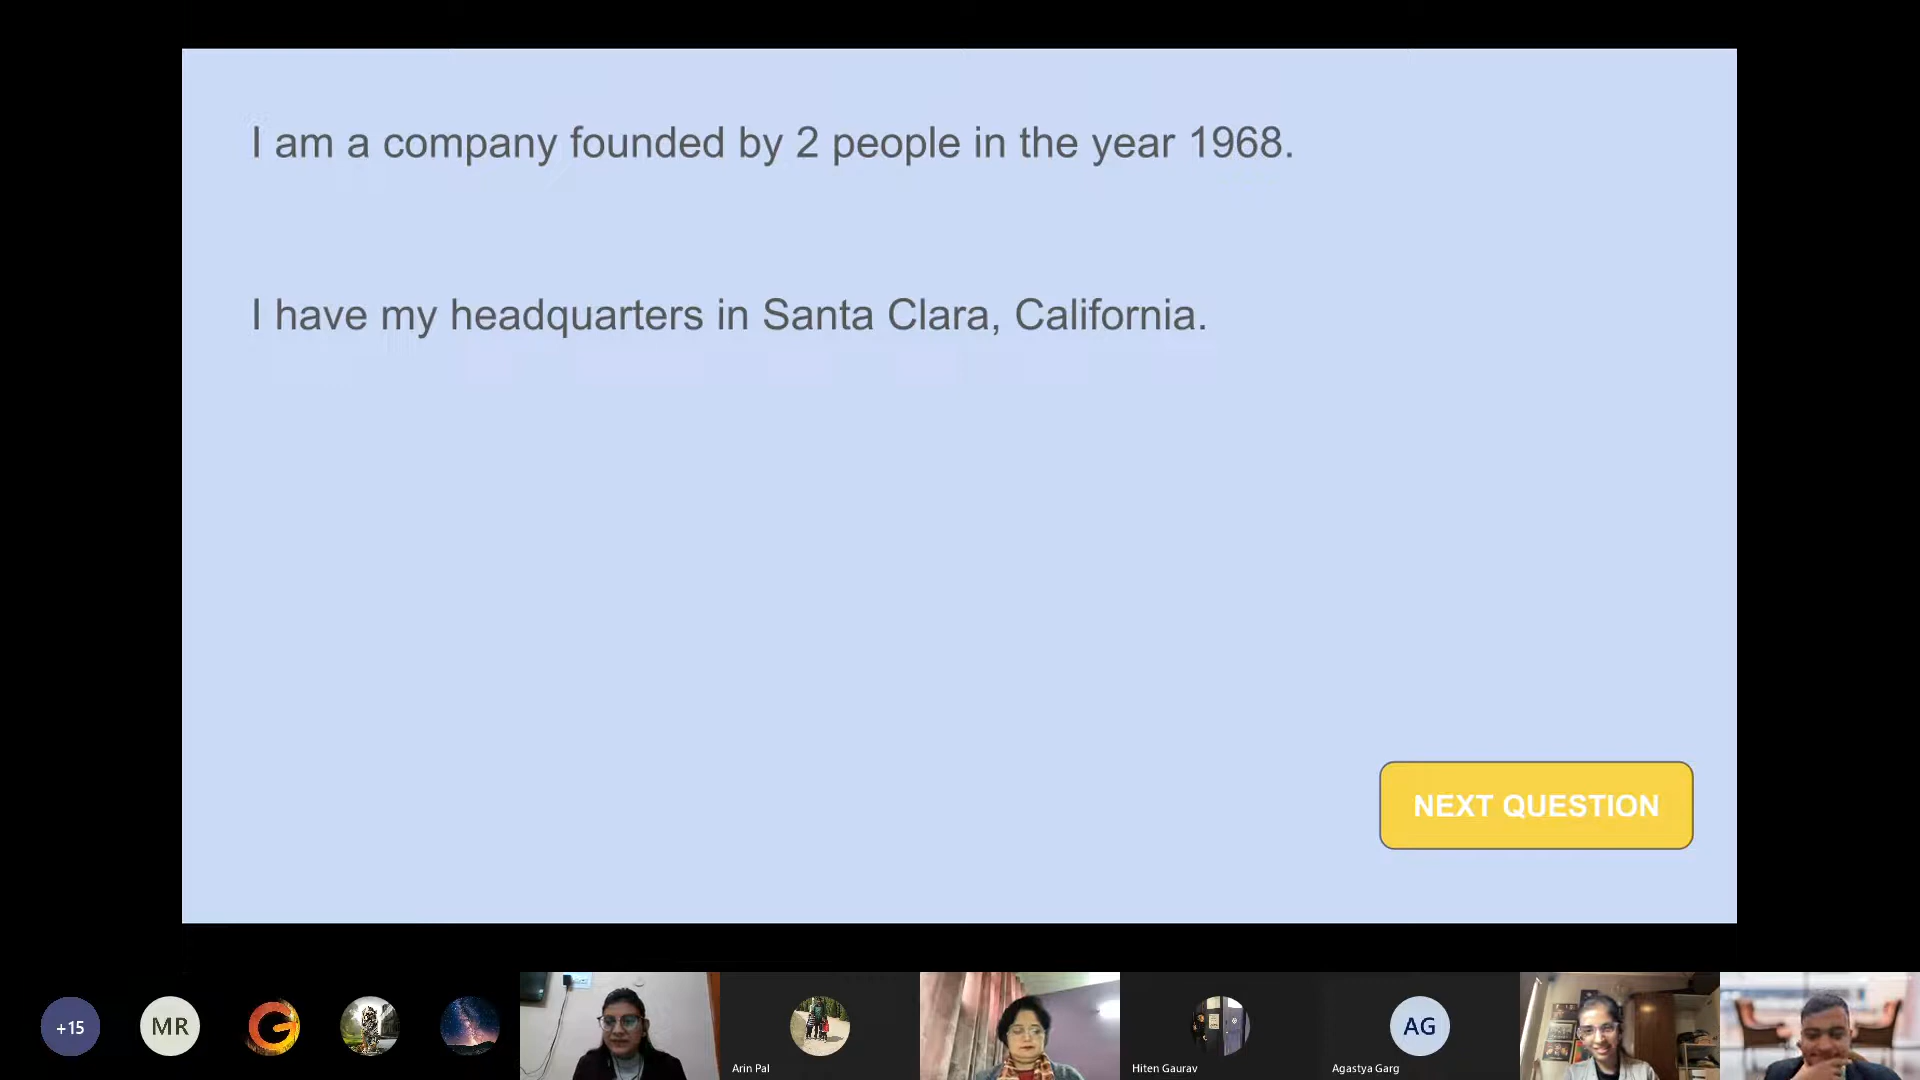 I am a company founded by 2 people in the year 1968.
I have my headquarters in Santa Clara, California.
NEXT QUESTION
+15
MR
G
AG
Arin Pal
Hiten Gaurav
Agastya Garg